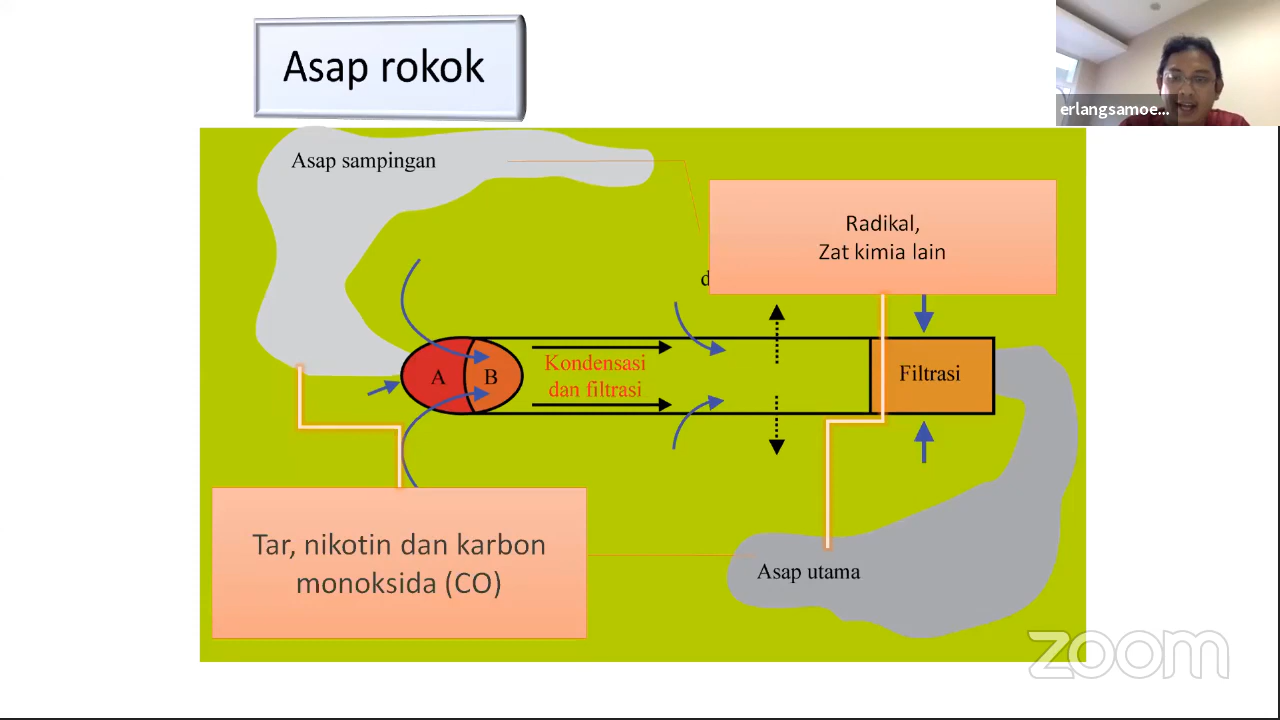 Asap rokok
erlangsamoe...
Asap sampingan
Radikal,
Zat kimia lain
d
A
B
Kondensasi
dan filtrasi
Filtrasi
Tar, nikotin dan karbon
monoksida (CO)
Asap utama
zoom